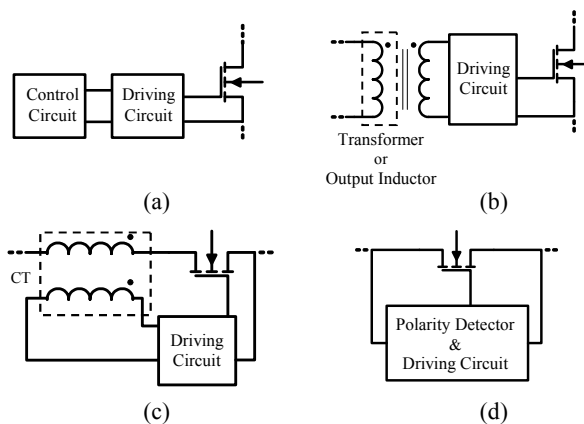 Control
Circuit
Driving
Circuit
(a)
Driving
Circuit
Transformer
or
Output Inductor
(b)
CT
Driving
Circuit
(c)
Polarity Detector
&
Driving Circuit
(d)